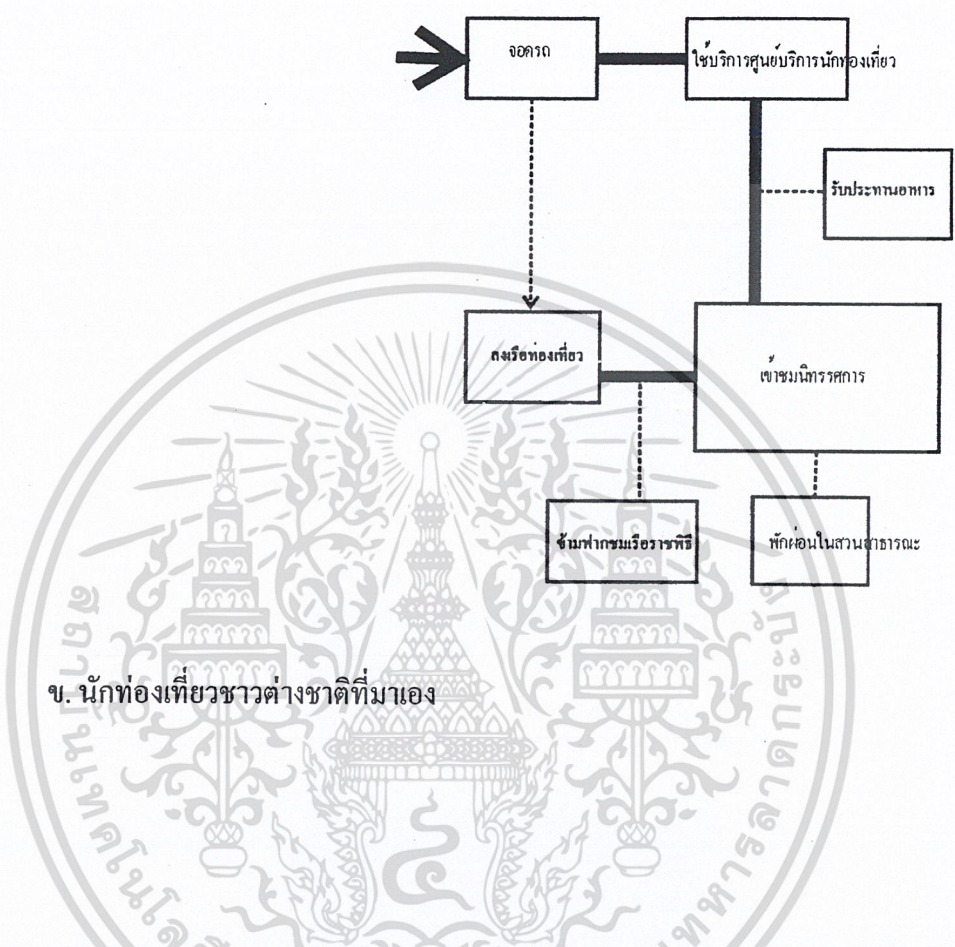 จอดรถ
ใช้บริการศูนย์บริการนักท่องเที่ยว
รับประทานอาหาร
ลงเรือท่องเที่ยว
เข้าชมนิทรรศการ
ข้ามฟากชมเรือราชพิธี
พักผ่อนในสวนสาธารณะ
ข. นักท่องเที่ยวชาวต่างชาติที่มาเอง